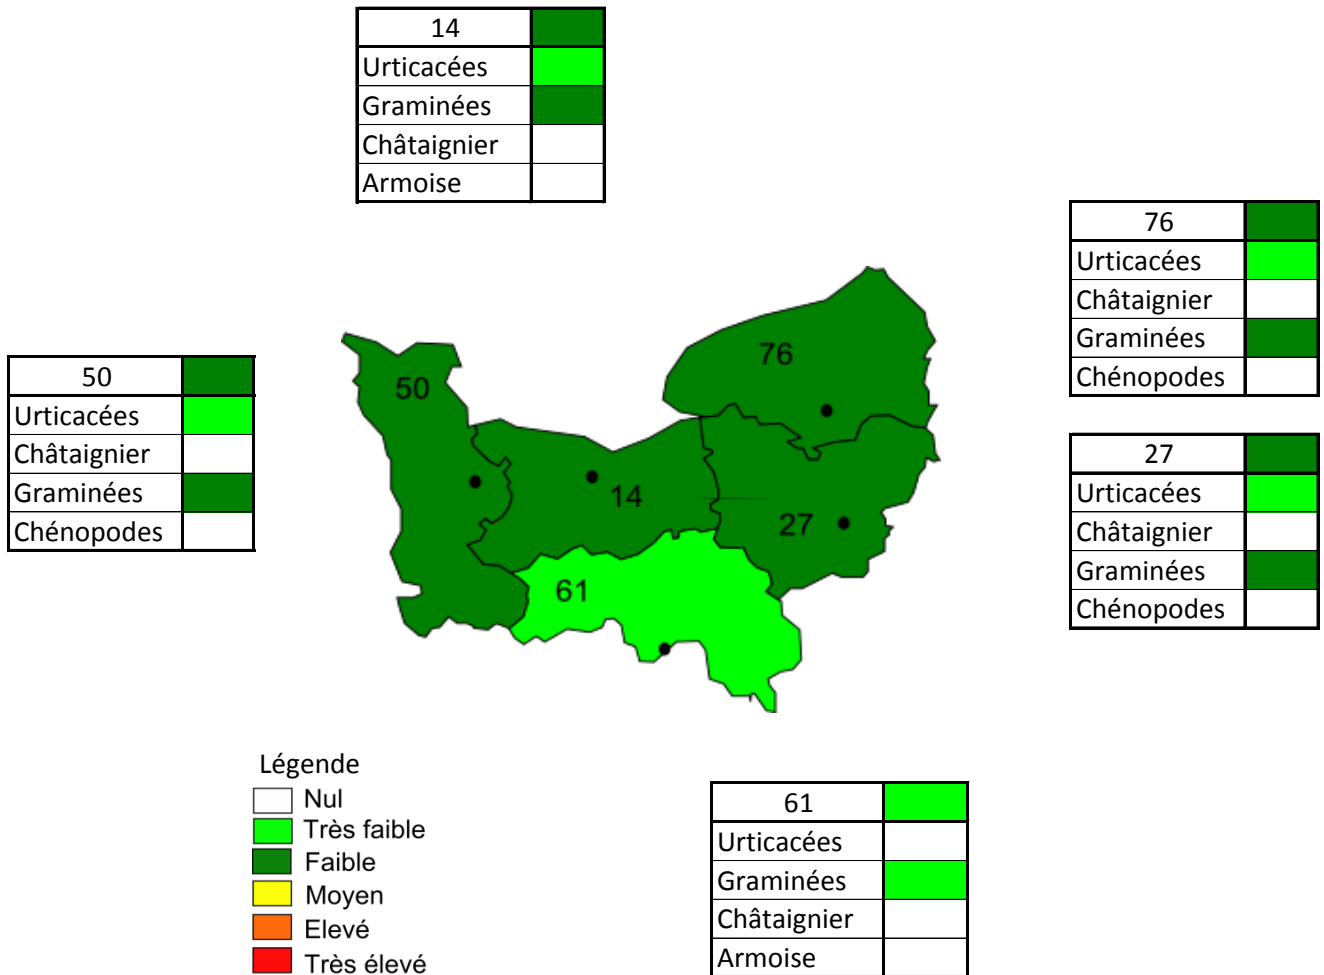 14
Urticacées
Graminées
Châtaignier
Armoise
76
Urticacées
Châtaignier
Graminées
Chénopodes
50
Urticacées
Châtaignier
Graminées
Chénopodes
27
Urticacées
Châtaignier
Graminées
Chénopodes
76
50
14
27
61
Légende
Nul
Très faible
Faible
Moyen
Elevé
Très élevé
61
Urticacées
Graminées
Châtaignier
Armoise